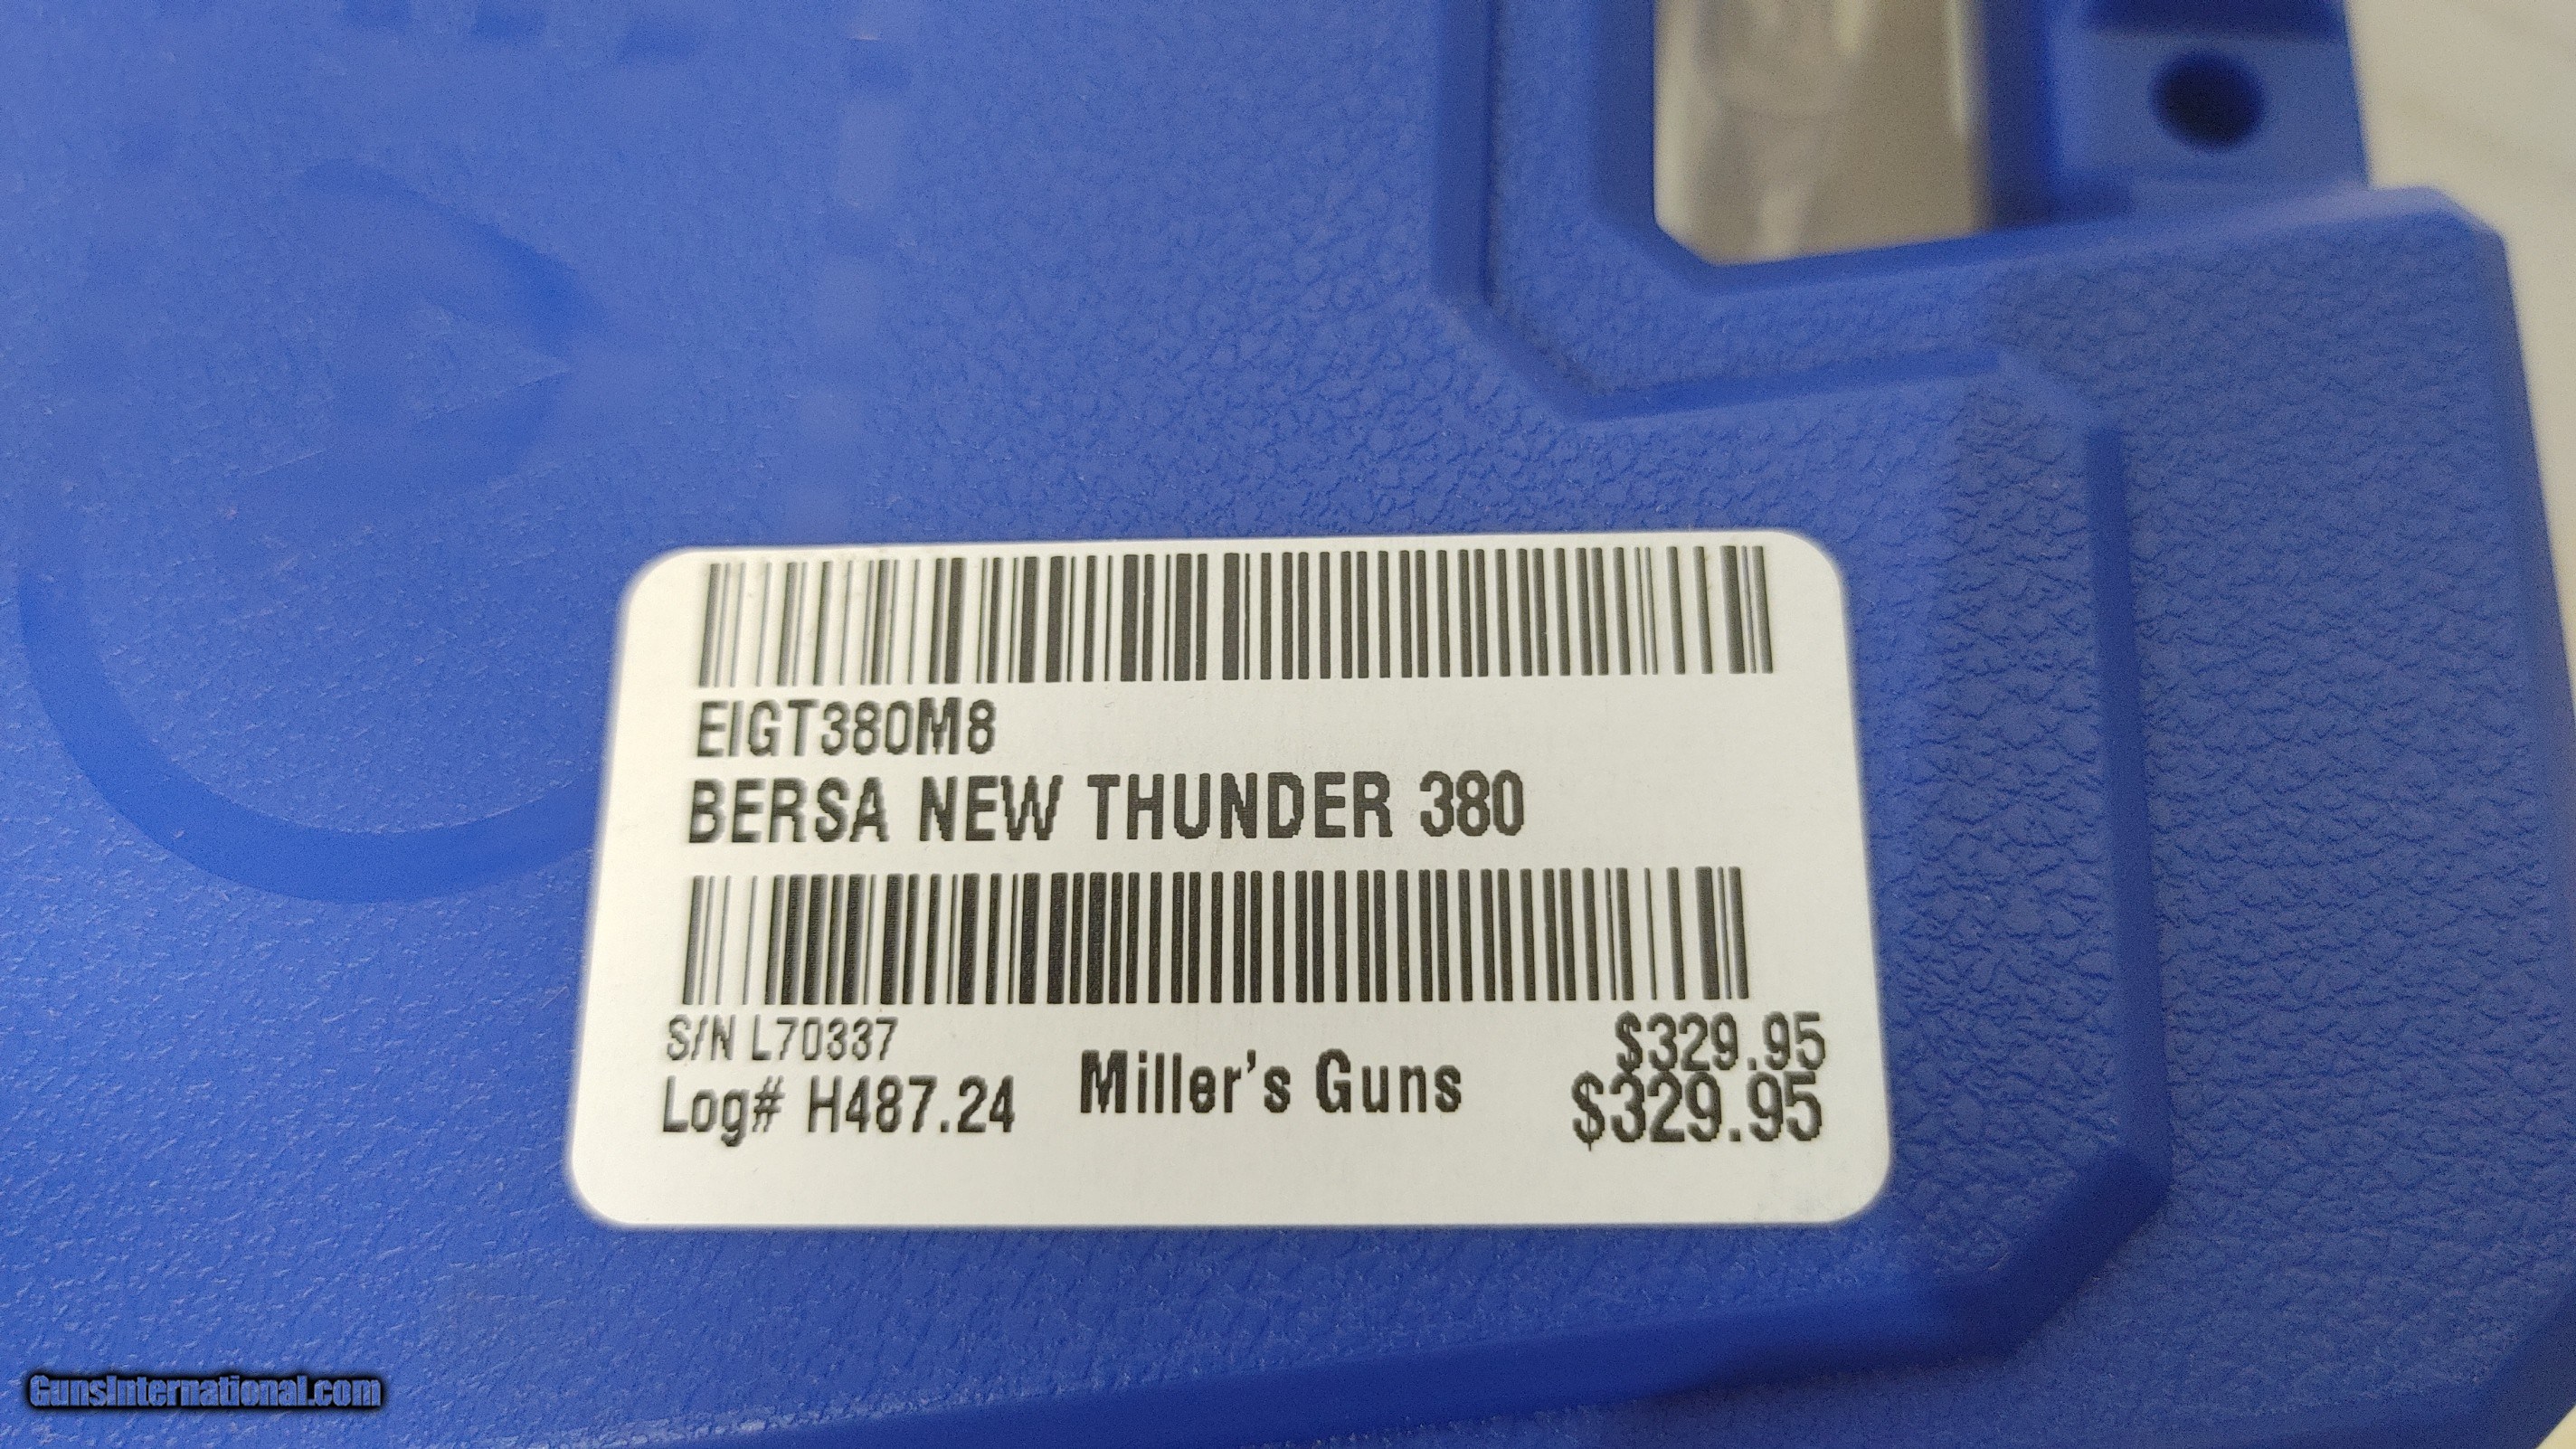 EIGT380M8
BERSA NEW THUNDER 380
S/N L70337
$329.95
Log# H487.24
Miller's Guns
$329.95
GunsInternational.com